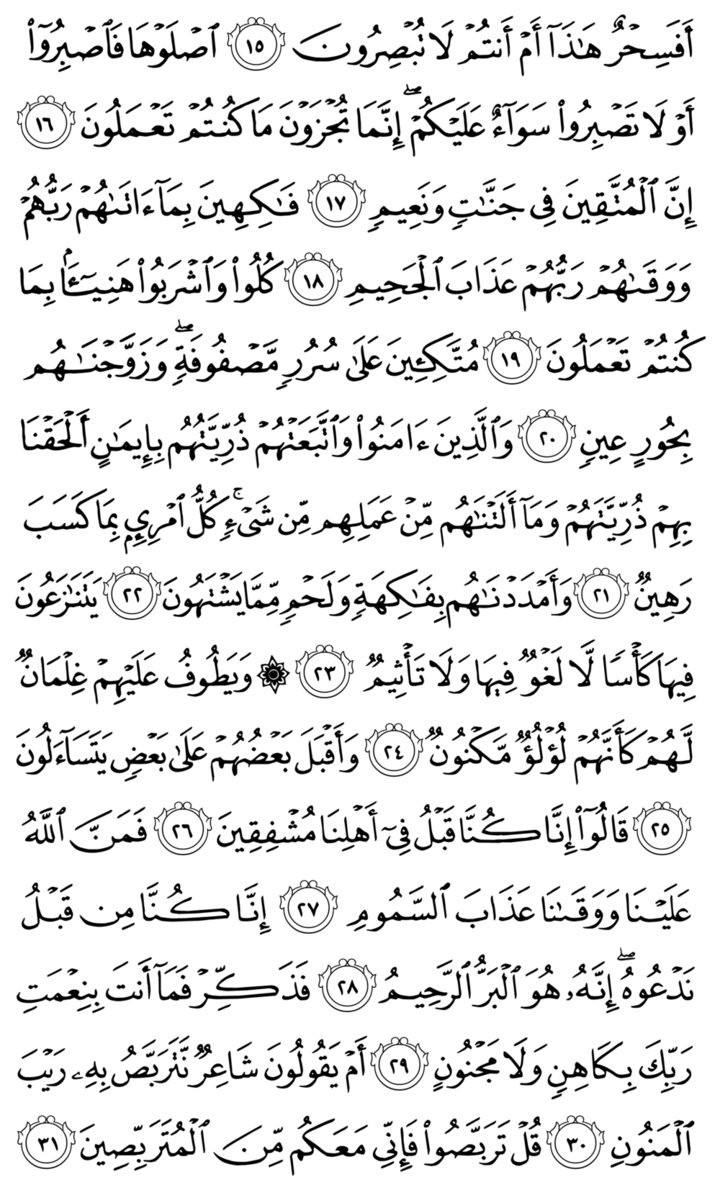 أَفَسِحْرٌ هَٰذَآ أَمْ أَنتُمْ لَا تُبْصِرُونَ ١٥ ٱصْلَوْهَا فَٱصْبِرُوٓا۟
أَوْ لَا تَصْبِرُوا۟ سَوَآءٌ عَلَيْكُمْ ۖ إِنَّمَا تُجْزَوْنَ مَا كُنتُمْ تَعْمَلُونَ ١٦
إِنَّ ٱلْمُتَّقِينَ فِى جَنَّٰتٍ وَنَعِيمٍ ١٧ فَٰكِهِينَ بِمَآ ءَاتَىٰهُمْ رَبُّهُمْ
وَوَقَىٰهُمْ رَبُّهُمْ عَذَابَ ٱلْجَحِيمِ ١٨ كُلُوا۟ وَٱشْرَبُوا۟ هَنِيٓـًٔۢا بِمَا
كُنتُمْ تَعْمَلُونَ ١٩ مُتَّكِـِٔينَ عَلَىٰ سُرُرٍ مَّصْفُوفَةٍ ۖ وَزَوَّجْنَٰهُم
بِحُورٍ عِينٍ ٢٠ وَٱلَّذِينَ ءَامَنُوا۟ وَٱتَّبَعَتْهُمْ ذُرِّيَّتُهُم بِإِيمَٰنٍ أَلْحَقْنَا
بِهِمْ ذُرِّيَّتَهُمْ وَمَآ أَلَتْنَٰهُم مِّنْ عَمَلِهِم مِّن شَىْءٍ ۚ كُلُّ ٱمْرِئٍۭ بِمَا كَسَبَ
رَهِينٌ ٢١ وَأَمْدَدْنَٰهُم بِفَٰكِهَةٍ وَلَحْمٍ مِّمَّا يَشْتَهُونَ ٢٢ يَتَنَٰزَعُونَ
فِيهَا كَأْسًا لَّا لَغْوٌ فِيهَا وَلَا تَأْثِيمٌ ٢٣ ۞ وَيَطُوفُ عَلَيْهِمْ غِلْمَانٌ
لَّهُمْ كَأَنَّهُمْ لُؤْلُؤٌ مَّكْنُونٌ ٢٤ وَأَقْبَلَ بَعْضُهُمْ عَلَىٰ بَعْضٍ يَتَسَآءَلُونَ
٢٥ قَالُوٓا۟ إِنَّا كُنَّا قَبْلُ فِىٓ أَهْلِنَا مُشْفِقِينَ ٢٦ فَمَنَّ ٱللَّهُ
عَلَيْنَا وَوَقَىٰنَا عَذَابَ ٱلسَّمُومِ ٢٧ إِنَّا كُنَّا مِن قَبْلُ
نَدْعُوهُ ۖ إِنَّهُۥ هُوَ ٱلْبَرُّ ٱلرَّحِيمُ ٢٨ فَذَكِّرْ فَمَآ أَنتَ بِنِعْمَتِ
رَبِّكَ بِكَاهِنٍ وَلَا مَجْنُونٍ ٢٩ أَمْ يَقُولُونَ شَاعِرٌ نَّتَرَبَّصُ بِهِۦ رَيْبَ
ٱلْمَنُونِ ٣٠ قُلْ تَرَبَّصُوا۟ فَإِنِّى مَعَكُم مِّنَ ٱلْمُتَرَبِّصِينَ ٣١